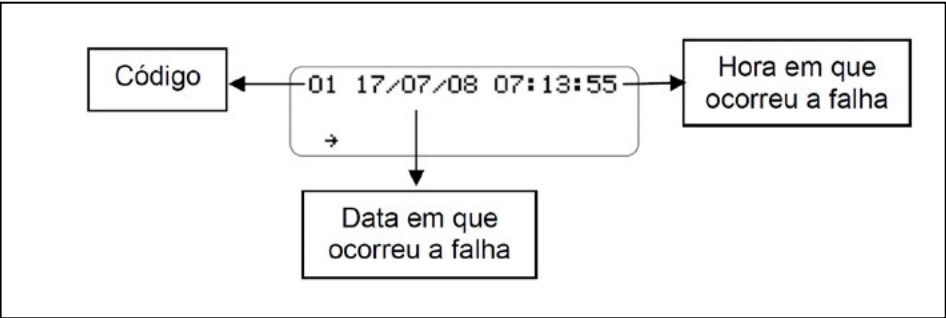 Código
01 17/07/08 07:13:55
→
Hora em que
ocorreu a falha
Data em que
ocorreu a falha